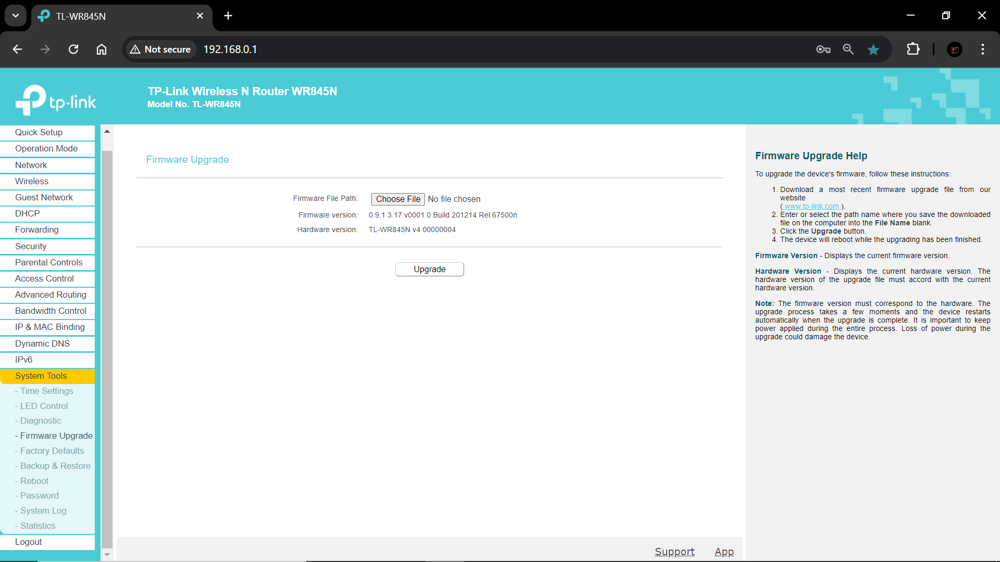 TL-WR845N
Not secure
192.168.0.1
tp-link
TP-Link Wireless N Router WR845N
Model No. TL-WR845N
Quick Setup
Operation Mode
Network
Wireless
Guest Network
DHCP
Forwarding
Security
Parental Controls
Access Control
Advanced Routing
Bandwidth Control
IP & MAC Binding
Dynamic DNS
IPv6
System Tools
- Time Settings
- LED Control
- Diagnostic
- Firmware Upgrade
- Factory Defaults
- Backup & Restore
- Reboot
- Password
- System Log
- Statistics
Logout
Firmware Upgrade
Firmware File Path: Choose File No file chosen
Firmware version: 0.9.1 3.17 v0001.0 Build 201214 Rel.67500n
Hardware version: TL-WR845N v4 00000004
Upgrade
Support App
Firmware Upgrade Help
To upgrade the device's firmware, follow these instructions:
1. Download a most recent firmware upgrade file from our
website
( www.tp-link.com ).
2. Enter or select the path name where you save the downloaded
file on the computer into the File Name blank.
3. Click the Upgrade button.
4. The device will reboot while the upgrading has been finished.
Firmware Version - Displays the current firmware version.
Hardware Version - Displays the current hardware version. The
hardware version of the upgrade file must accord with the current
hardware version.
Note: The firmware version must correspond to the hardware. The
upgrade process takes a few moments and the device restarts
automatically when the upgrade is complete. It is important to keep
power applied during the entire process. Loss of power during the
upgrade could damage the device.